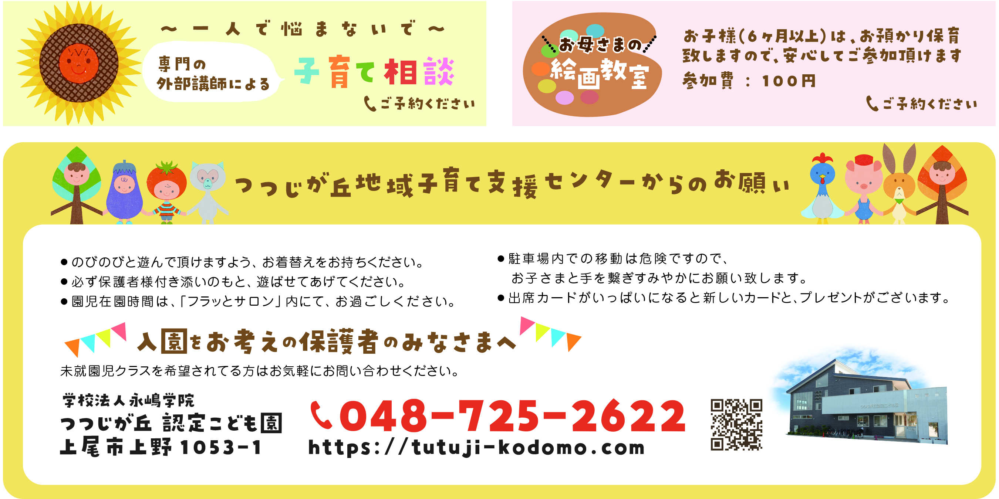 〜一人で悩まないで〜
専門の
外部講師による
子育て相談
ご予約ください
お母さまの
絵画教室
お子様(6ヶ月以上)は、お預かり保育
致しますので、安心してご参加頂けます
参加費 : 100円
ご予約ください
つつじが丘地域子育て支援センターからのお願い
●のびのびと遊んで頂けますよう、お着替えをお持ちください。
●必ず保護者様付き添いのもと、遊ばせてあげてください。
●園児在園時間は、「フラッとサロン」内にて、お過ごしください。
●駐車場内での移動は危険ですので、
お子さまと手を繋ぎすみやかにお願い致します。
●出席カードがいっぱいになると新しいカードと、プレゼントがございます。
入園をお考えの保護者のみなさまへ
未就園児クラスを希望されてる方はお気軽にお問い合わせください。
学校法人永嶋学院
つつじが丘 認定こども園
上尾市上野1053-1
048-725-2622
https://tutuji-kodomo.com
つつじが丘認定こども園